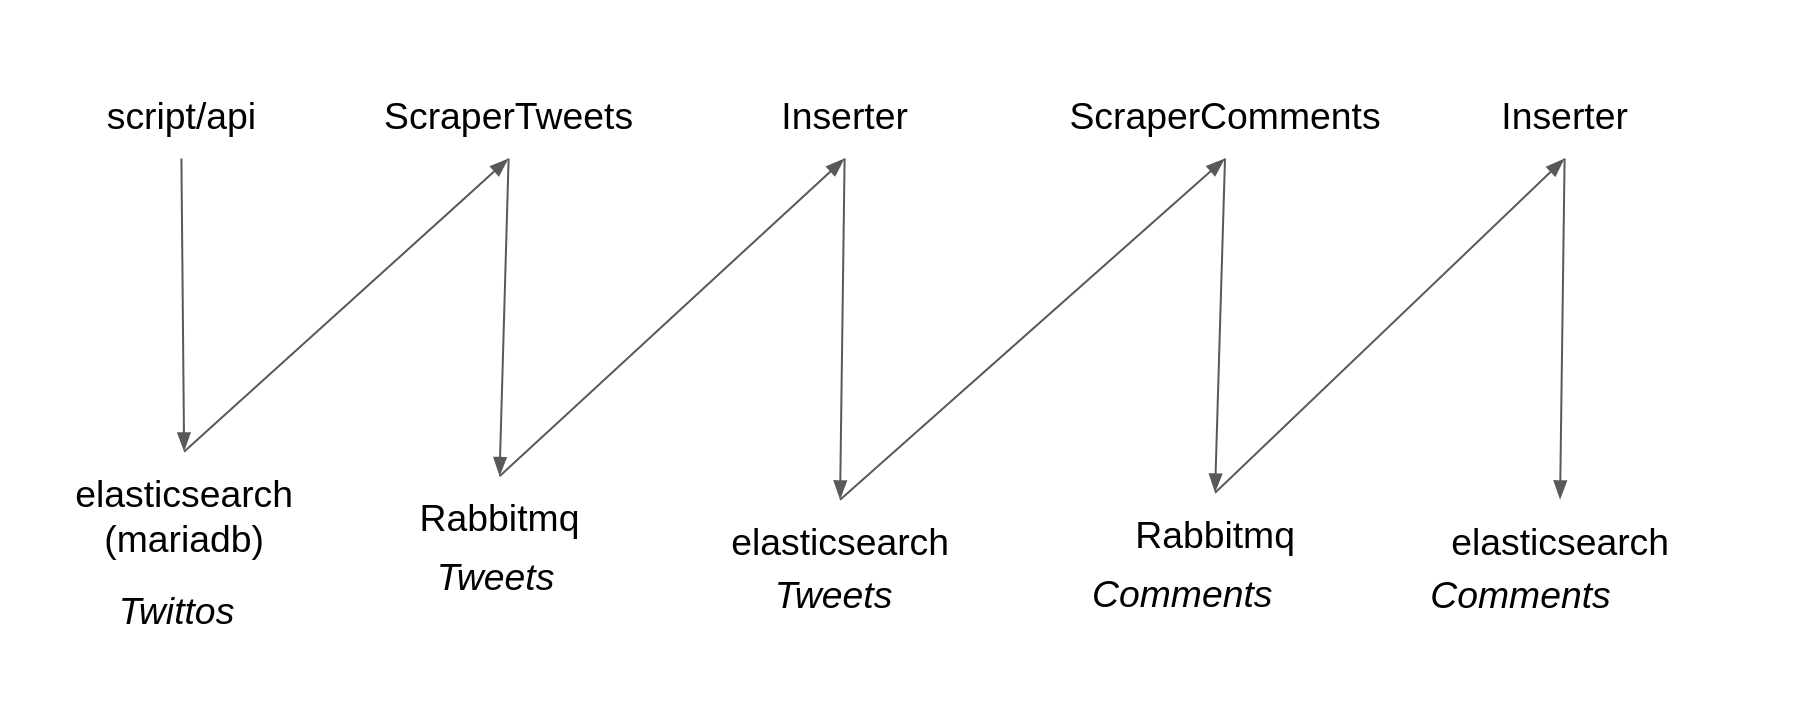 script/api
ScraperTweets
Inserter
ScraperComments
Inserter
elasticsearch
(mariadb)
Twittos
Rabbitmq
Tweets
elasticsearch
Tweets
Rabbitmq
Comments
elasticsearch
Comments